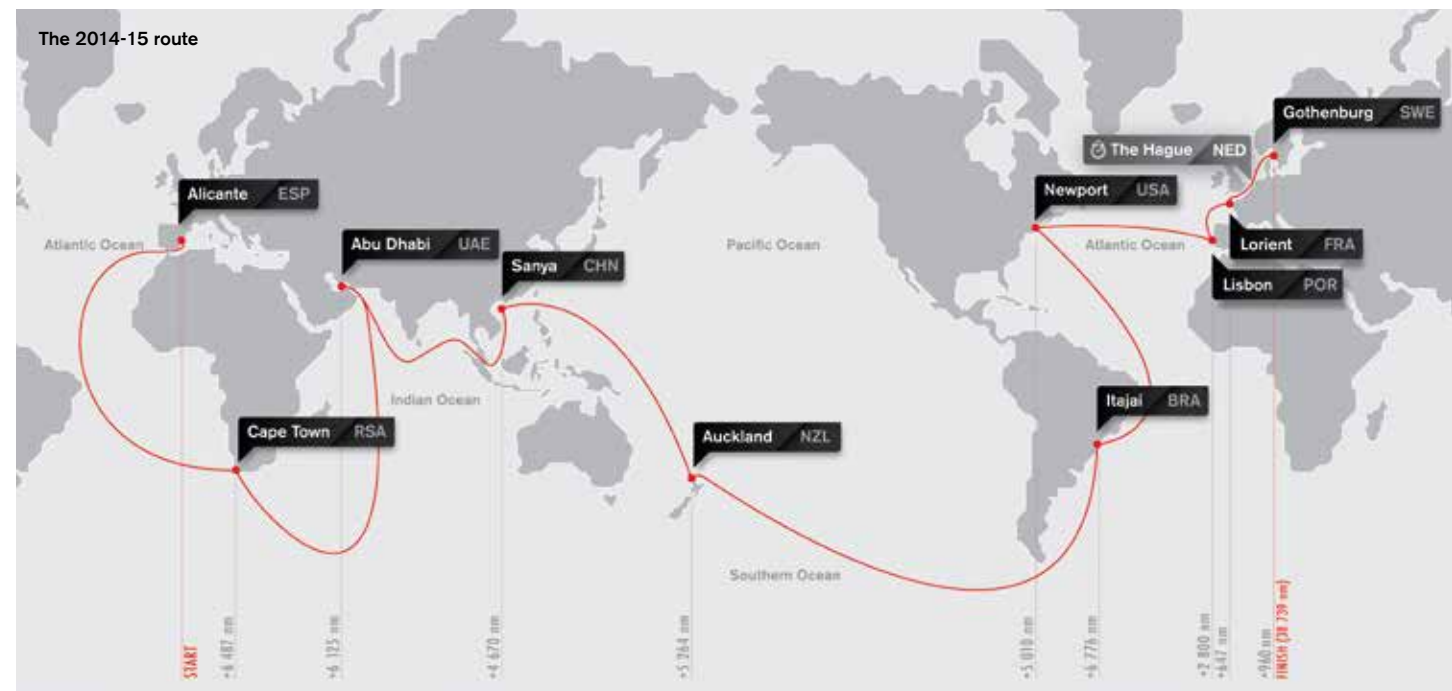 The 2014-15 route
Gothenburg SWE
The Hague NED
Alicante ESP
Newport USA
Atlantic Ocean
Abu Dhabi UAE
Pacific Ocean
Atlantic Ocean
Lorient FRA
Sanya CHN
Lisbon POR
Indian Ocean
Itajai BRA
Cape Town RSA
Auckland NZL
Southern Ocean
START
+6 487 nm
+6 125 nm
+4 670 nm
+5 264 nm
+5 010 nm
+6 776 nm
+2 800 nm
+647 nm
+960 nm
FINISH (38 739 nm)